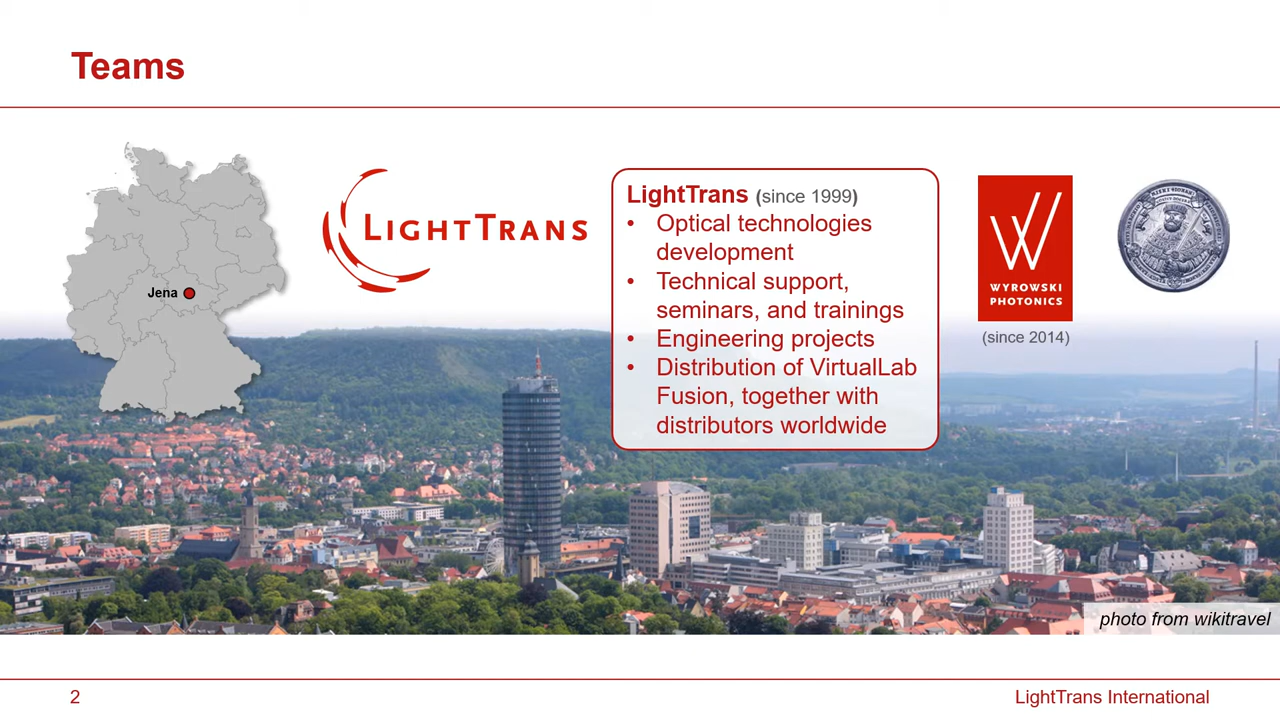 Teams
Jena
LIGHTTRANS
LightTrans (since 1999)
• Optical technologies
development
• Technical support,
seminars, and trainings
• Engineering projects
• Distribution of VirtualLab
Fusion, together with
distributors worldwide
WYROWSKI
PHOTONICS
(since 2014)
photo from wikitravel
2
LightTrans International